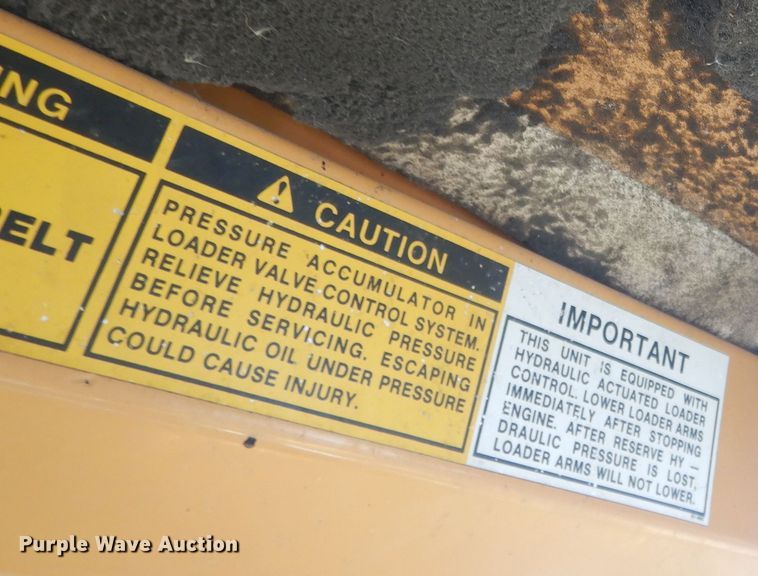 NG
ELT
CAUTION
PRESSURE ACCUMULATOR IN
LOADER VALVE CONTROL SYSTEM.
RELIEVE HYDRAULIC PRESSURE
BEFORE SERVICING. ESCAPING
HYDRAULIC OIL UNDER PRESSURE
COULD CAUSE INJURY.
IMPORTANT
THIS UNIT IS EQUIPPED WITH
HYDRAULIC ACTUATED LOADER
CONTROL. LOWER LOADER ARMS
IMMEDIATELY AFTER STOPPING
ENGINE. AFTER RESERVE HY –
DRAULIC PRESSURE IS LOST,
LOADER ARMS WILL NOT LOWER.
Purple Wave Auction